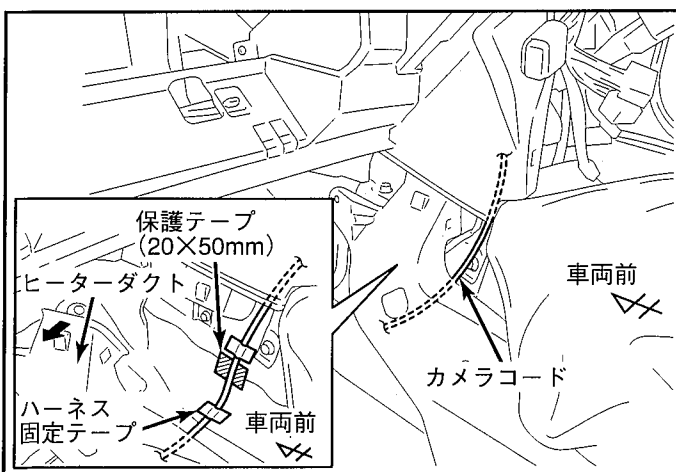 保護テープ
(20×50mm)
ヒーターダクト
ハーネス
固定テープ
車両前
カメラコード
車両前